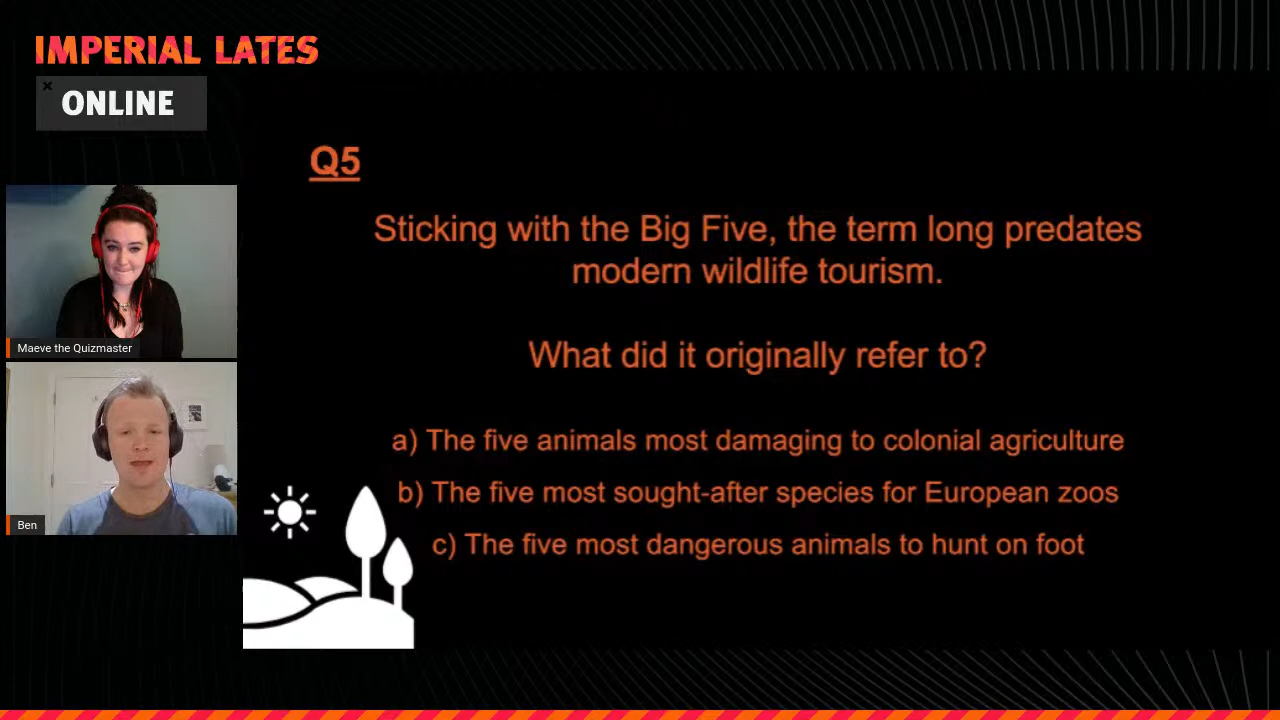 IMPERIAL LATES
ONLINE
Q5
Sticking with the Big Five, the term long predates
modern wildlife tourism.
What did it originally refer to?
a) The five animals most damaging to colonial agriculture
b) The five most sought-after species for European zoos
c) The five most dangerous animals to hunt on foot
Maeve the Quizmaster
Ben